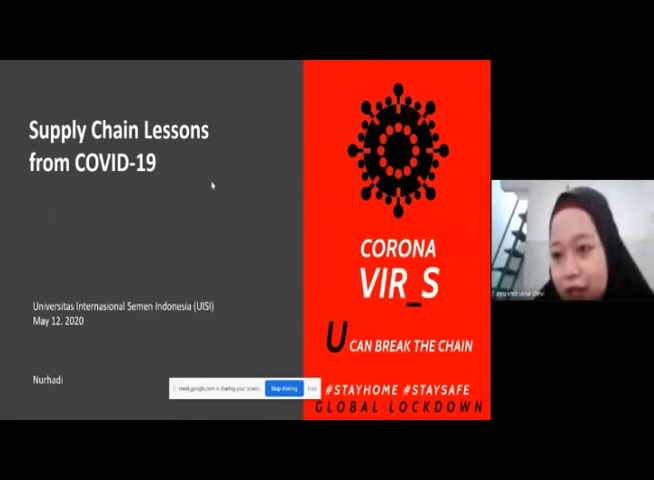 Supply Chain Lessons
from COVID-19
Universitas Internasional Semen Indonesia (UISI)
May 12. 2020
Nurhadi
CORONA
VIR_S
U CAN BREAK THE CHAIN
#STAYHOME #STAYSAFE
GLOBAL LOCKDOWN
meet.google.com is sharing your screen.
Stop sharing
Hide